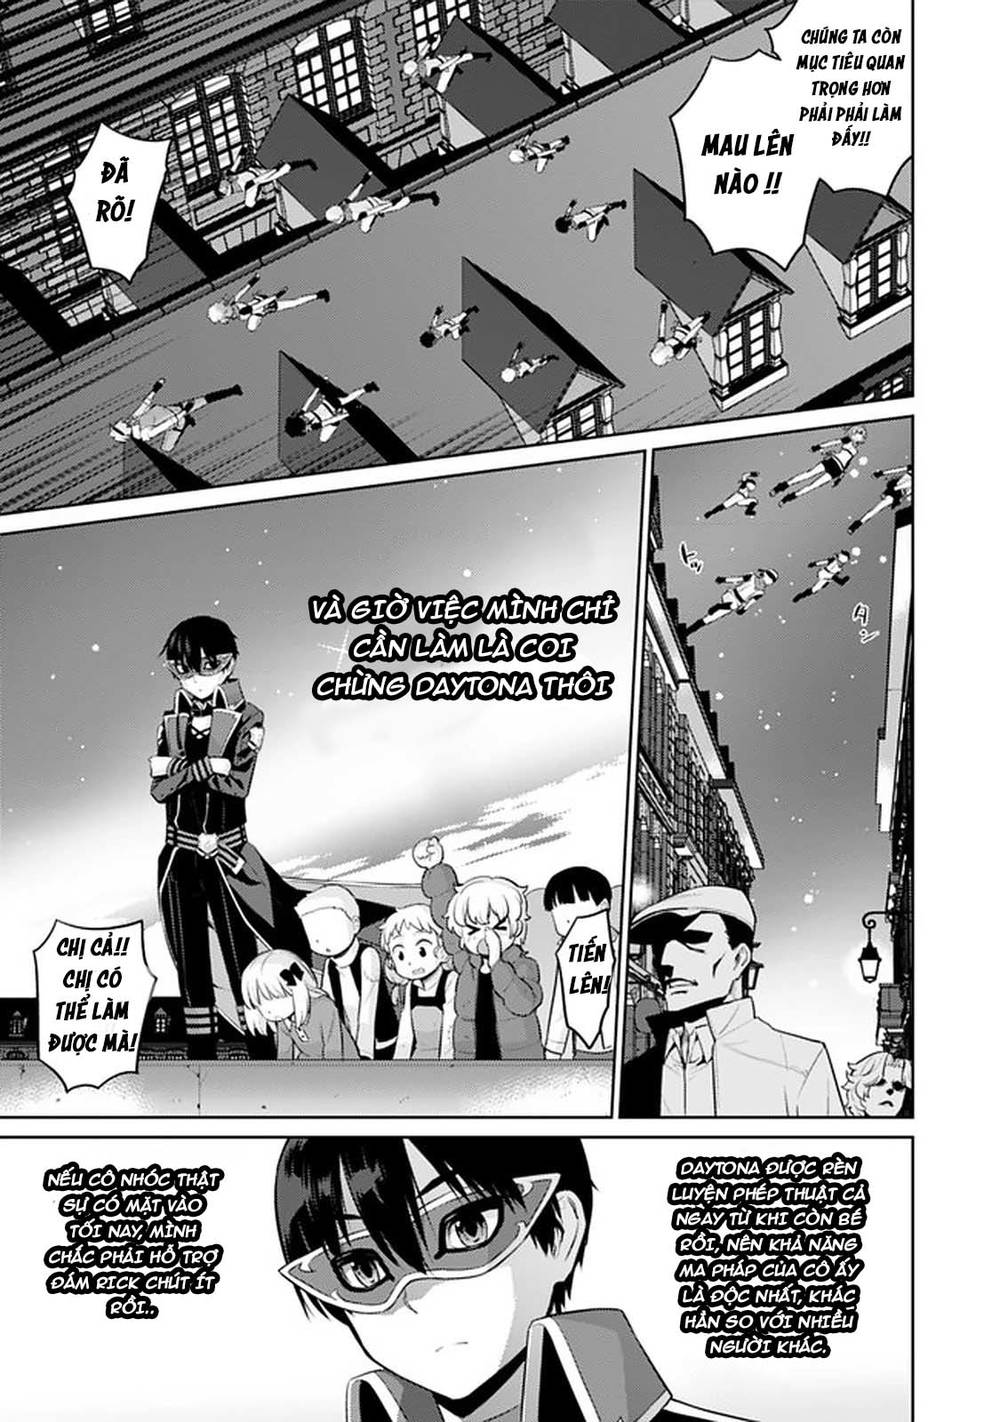 CHÚNG TA CÒN
MỤC TIÊU QUAN
TRỌNG HƠN
PHẢI PHẢI LÀM
ĐẤY!!
MAU LÊN
NÀO !!
ĐÃ
RÕ!
ドッ
タン
VÀ GIỜ VIỆC MÌNH CHỈ
CẦN LÀM LÀ COI
CHỪNG DAYTONA THÔI
TIẾN
LÊN!
CHỊ CẢ!!
CHỊ CÓ
THỂ LÀM
ĐƯỢC MÀ!
DAYTONA ĐƯỢC RÈN
LUYỆN PHÉP THUẬT CẢ
NGAY TỪ KHI CÒN BÉ
RỒI, NÊN KHẢ NĂNG
MA PHÁP CỦA CÔ ẤY
LÀ ĐỘC NHẤT, KHÁC
HẲN SO VỚI NHIỀU
NGƯỜI KHÁC.
NẾU CÔ NHÓC THẬT
SỰ CÓ MẶT VÀO
TỐI NAY, MÌNH
CHẮC PHẢI HỖ TRỢ
ĐÁM RICK CHÚT ÍT
RỒI..